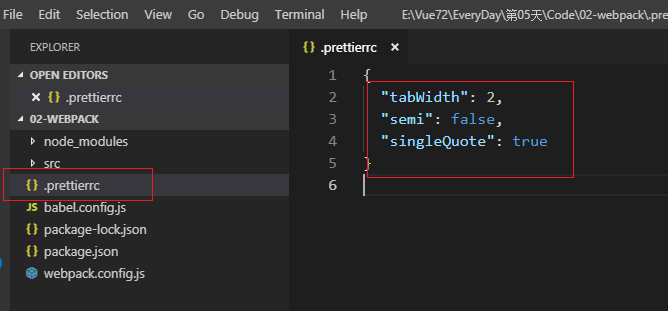 File Edit Selection View Go Debug Terminal Help E:\Vue72\EveryDay\第05天\Code\02-webpack\.pre
EXPLORER
OPEN EDITORS
{ } .prettierrc
02-WEBPACK
node_modules
src
{ } .prettierrc
JS babel.config.js
{ } package-lock.json
{ } package.json
webpack.config.js
{ } .prettierrc
1 {
2 "tabWidth": 2,
3 "semi": false,
4 "singleQuote": true
5 }
6